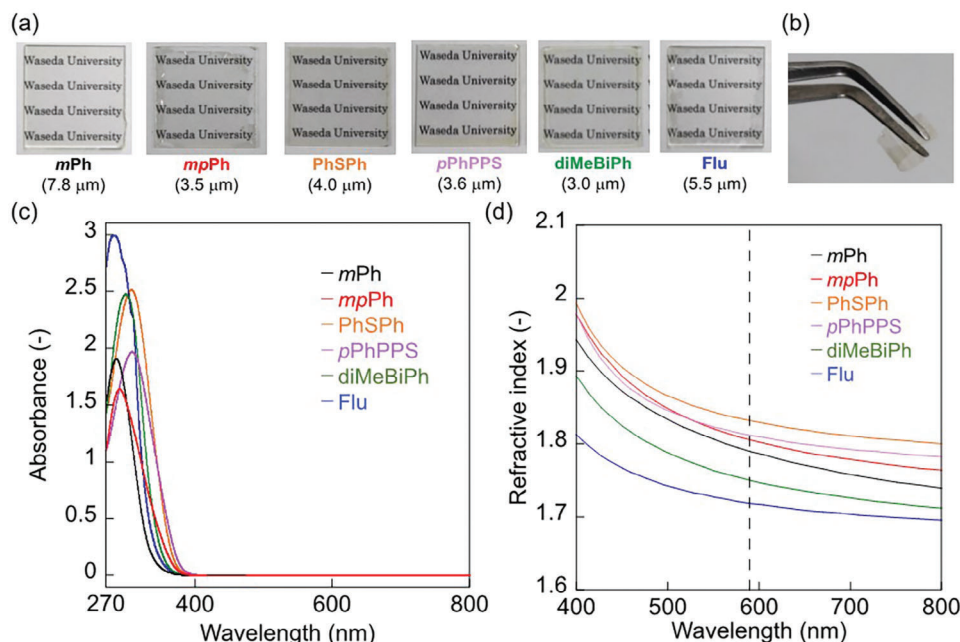 (a)
(b)
Waseda University Waseda University Waseda University Waseda University Waseda University Waseda University
Waseda University Waseda University Waseda University Waseda University Waseda University Waseda University
Waseda University Waseda University Waseda University Waseda University Waseda University Waseda University
Waseda University Waseda University Waseda University Waseda University Waseda University Waseda University
mPh mpPh PhSPh pPhPPS diMeBiPh Flu
(7.8 μm) (3.5 μm) (4.0 μm) (3.6 μm) (3.0 μm) (5.5 μm)
(c)
3
2.5
2
1.5
1
0.5
0
Absorbance (-)
mPh
mpPh
PhSPh
pPhPPS
diMeBiPh
Flu
270 400 600 800
Wavelength (nm)
(d)
2.1
2
1.9
1.8
1.7
1.6
Refractive index (-)
mPh
mpPh
PhSPh
pPhPPS
diMeBiPh
Flu
400 500 600 700 800
Wavelength (nm)